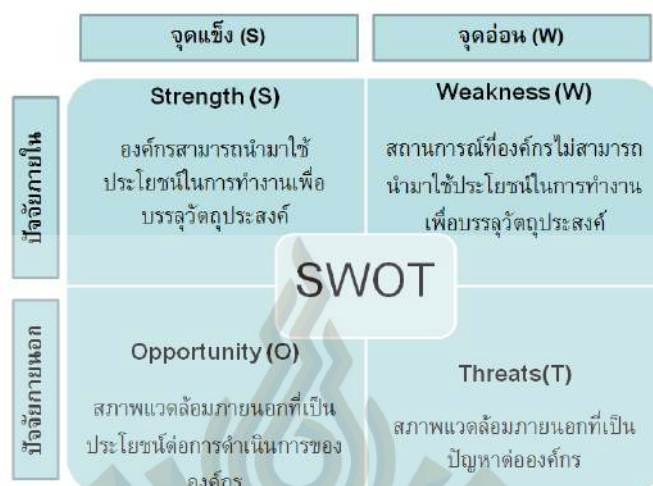 จุดแข็ง (S)
จุดอ่อน (W)
ปัจจัยภายใน
Strength (S)
องค์กรสามารถนำมาใช้
ประโยชน์ในการทำงานเพื่อ
บรรลุวัตถุประสงค์
Weakness (W)
สถานการณ์ที่องค์กรไม่สามารถ
นำมาใช้ประโยชน์ในการทำงาน
เพื่อบรรลุวัตถุประสงค์
SWOT
ปัจจัยภายนอก
Opportunity (O)
สภาพแวดล้อมภายนอกที่เป็น
ประโยชน์ต่อการดำเนินการของ
องค์กร
Threats(T)
สภาพแวดล้อมภายนอกที่เป็น
ปัญหาต่อองค์กร